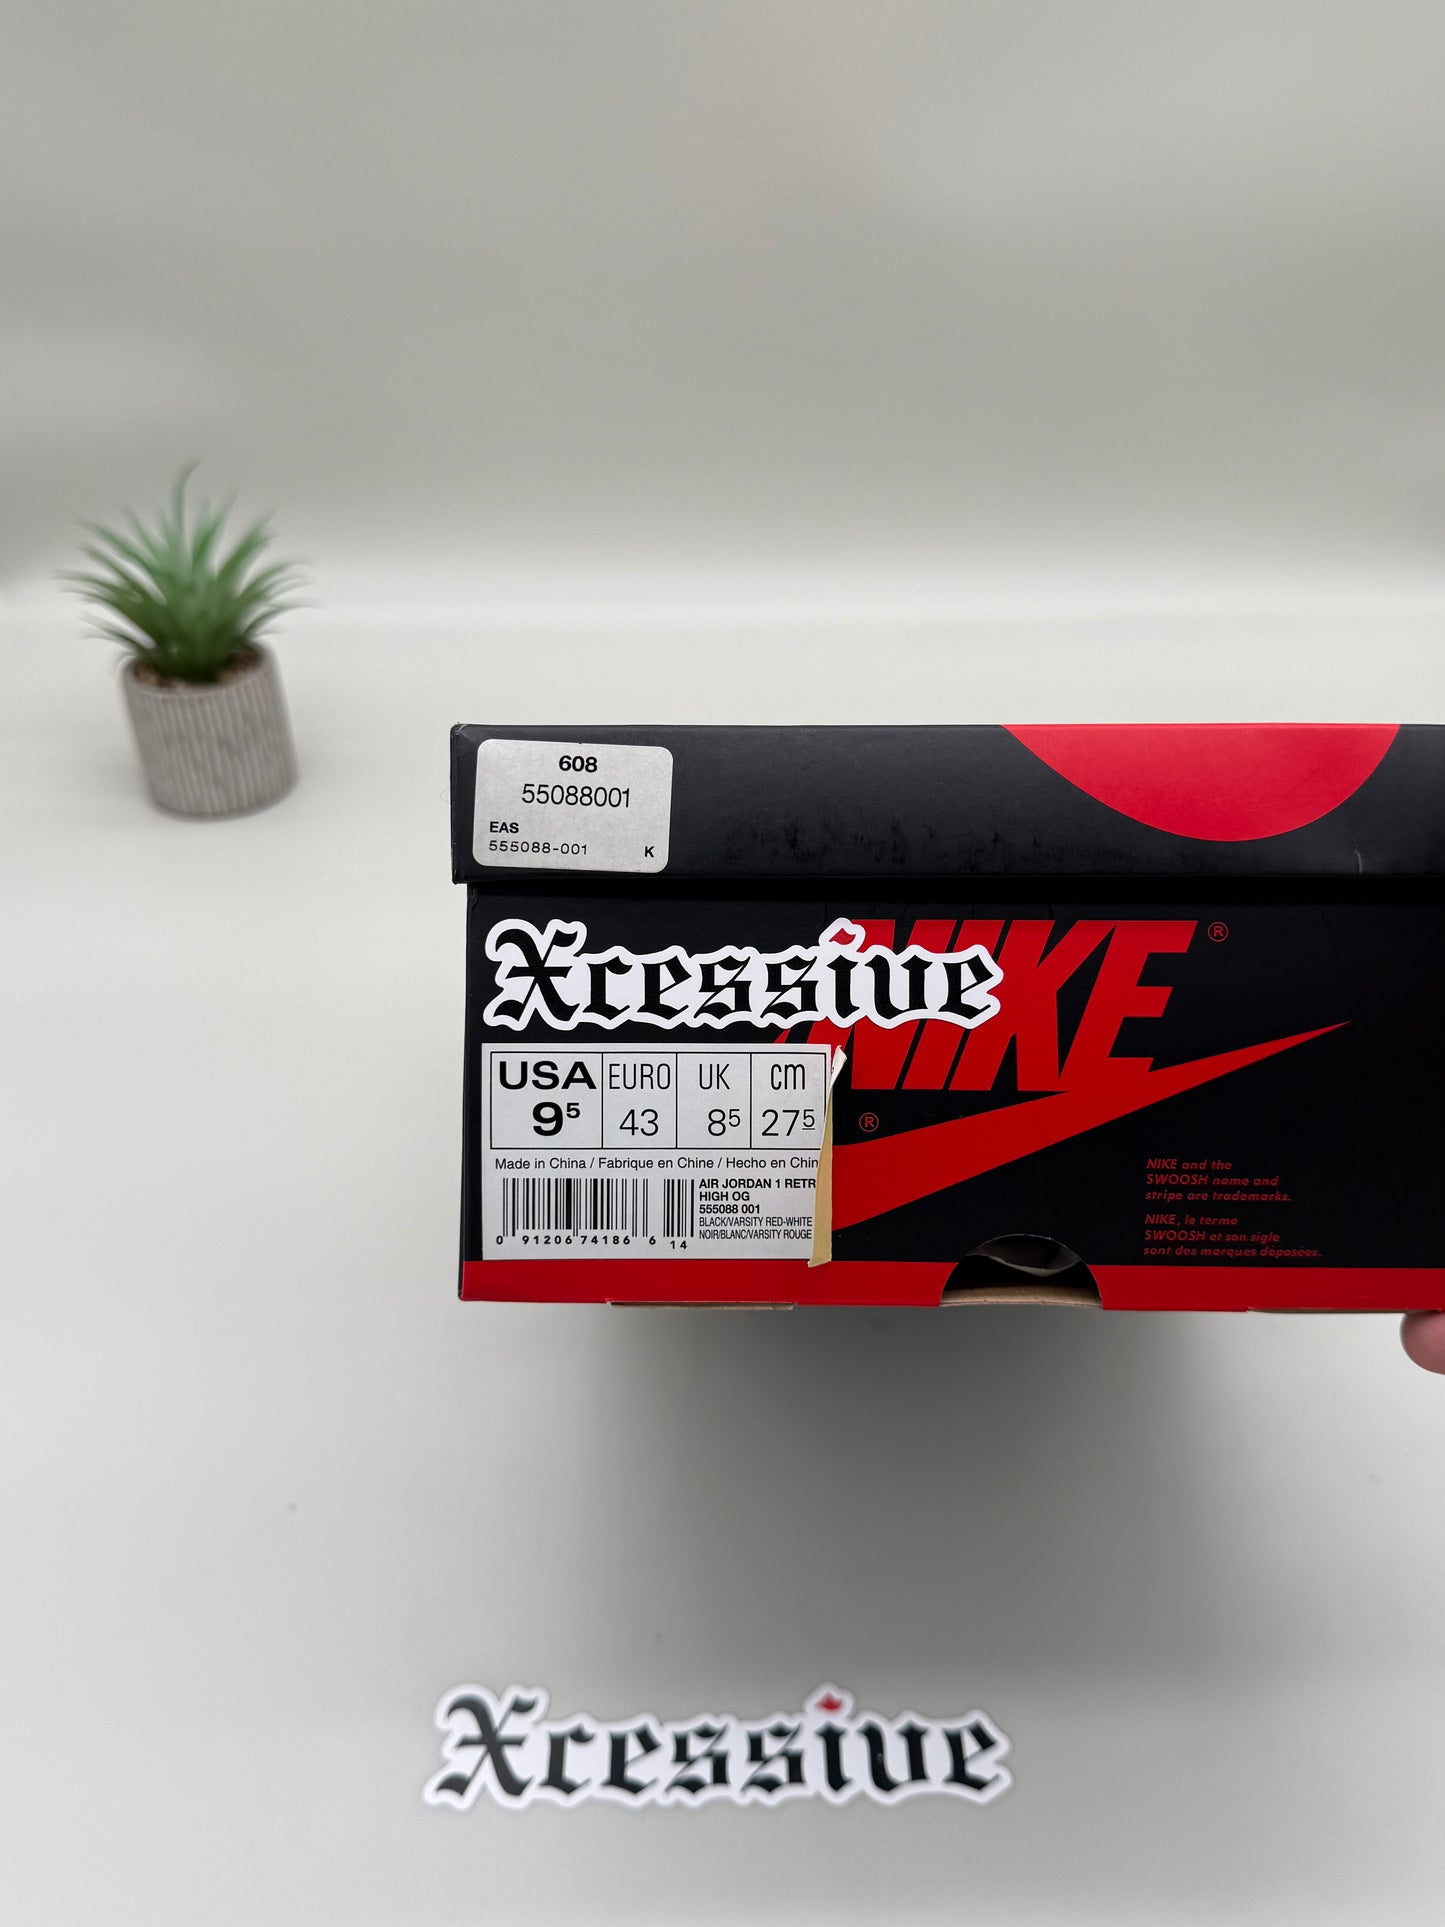 608
55088001
EAS
555088-001 K
Xcessive
NIKE ®
®
USA EURO UK cm
9⁵ 43 8⁵ 27⁵
Made in China / Fabrique en Chine / Hecho en Chin
AIR JORDAN 1 RETR
HIGH OG
555088 001
BLACK/VARSITY RED-WHITE
NOIR/BLANC/VARSITY ROUGE
0 91206 74186 6 14
NIKE and the
SWOOSH name and
stripe are trademarks.
NIKE, le terme
SWOOSH et son sigle
sont des marques deposées.
Xcessive